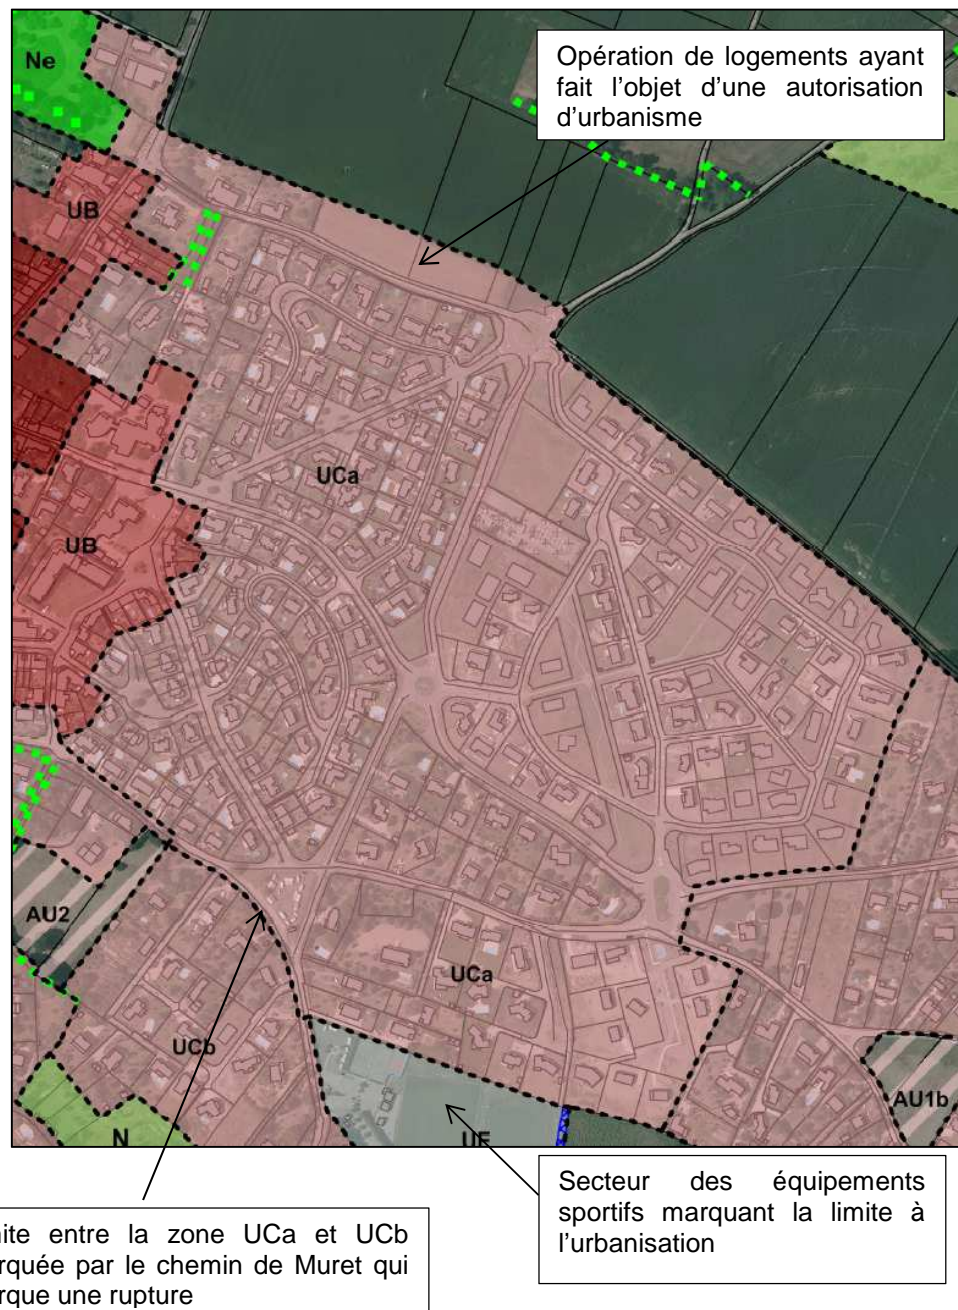 Opération de logements ayant
fait l'objet d'une autorisation
d'urbanisme
Ne
UB
UCa
UB
AU2
UCa
UCb
AU1b
N
UE
Secteur des équipements
sportifs marquant la limite à
l'urbanisation
ite entre la zone UCa et UCb
rquée par le chemin de Muret qui
rque une rupture